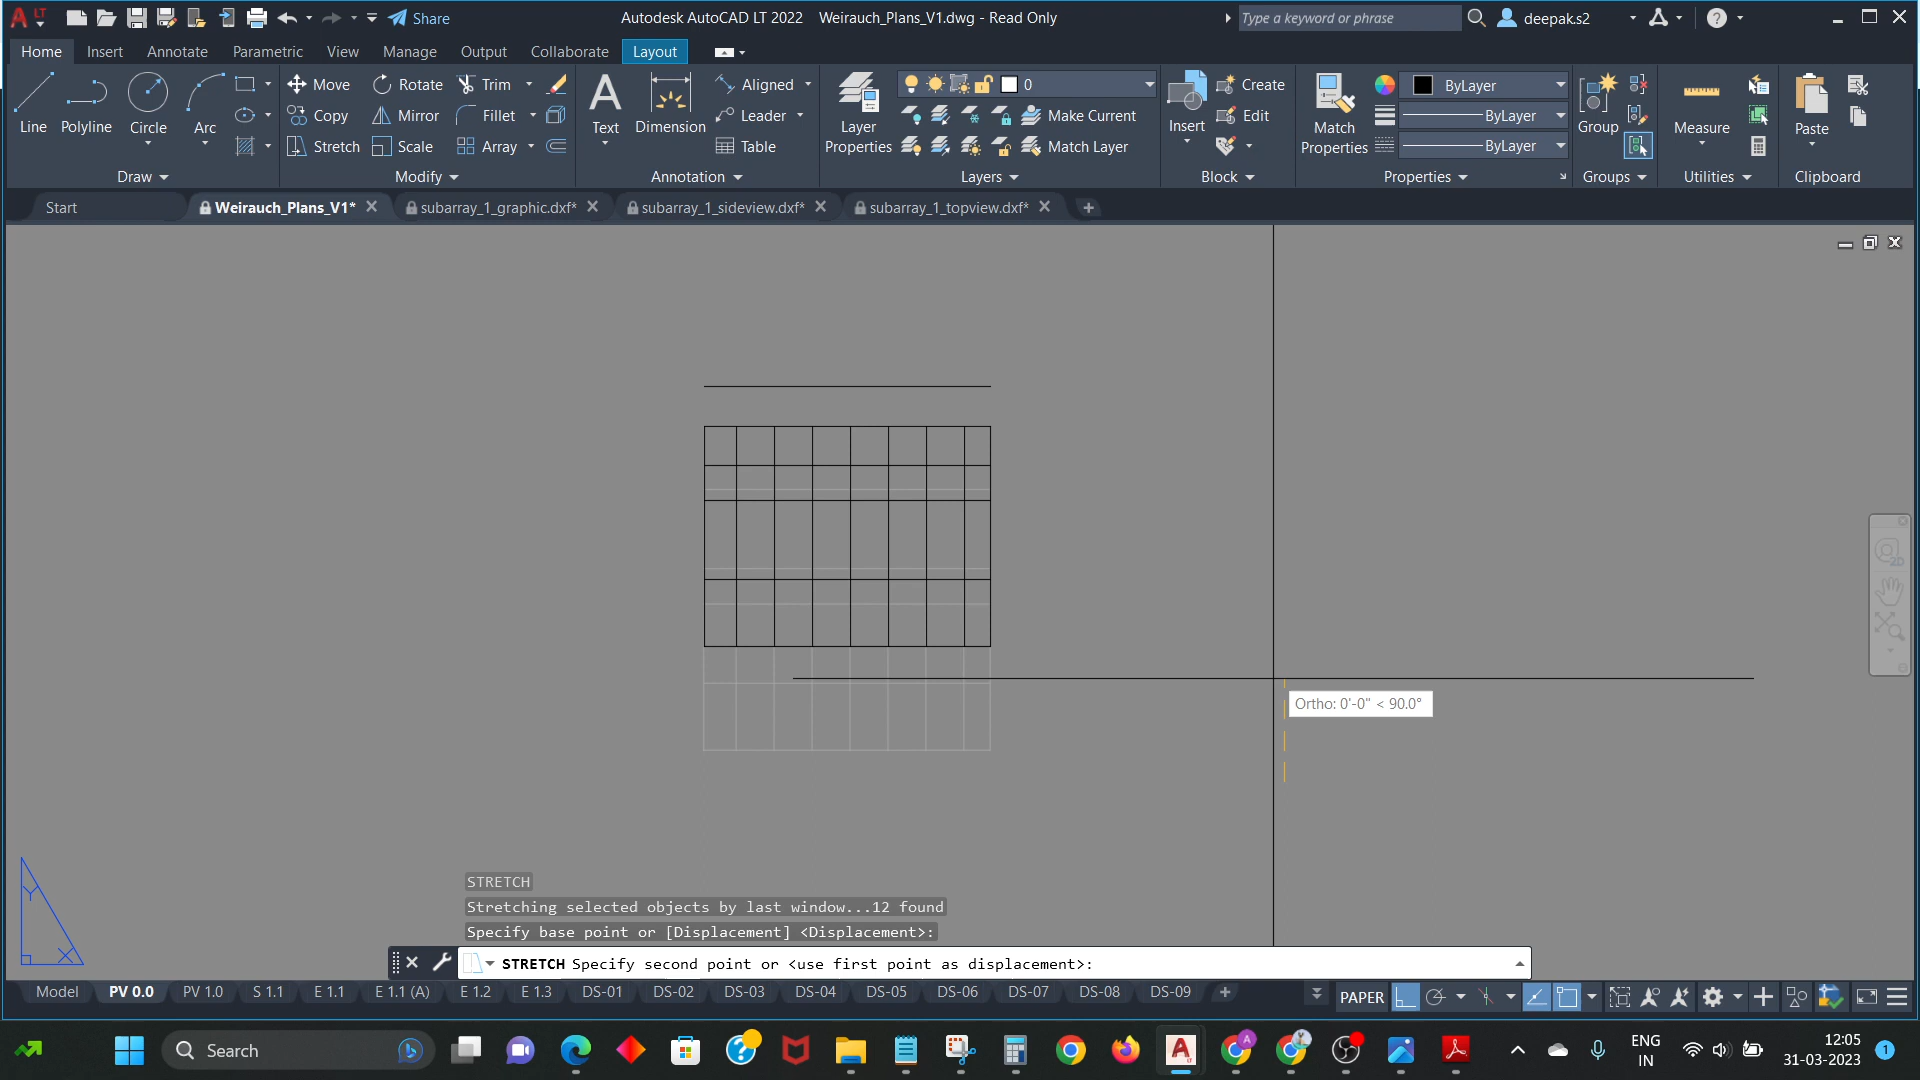 A LT Share Autodesk AutoCAD LT 2022 Weirauch_Plans_V1.dwg - Read Only Type a keyword or phrase deepak.s2
Home Insert Annotate Parametric View Manage Output Collaborate Layout
Line Polyline Circle Arc
Move Rotate Trim
Copy Mirror Fillet
Stretch Scale Array
Text Dimension
Aligned
Leader
Table
Layer Properties
0
Make Current
Match Layer
Insert
Create
Edit
Match Properties
ByLayer
ByLayer
ByLayer
Group Measure Paste
Draw Modify Annotation Layers Block Properties Groups Utilities Clipboard
Start Weirauch_Plans_V1* subarray_1_graphic.dxf* subarray_1_sideview.dxf* subarray_1_topview.dxf*
2D
Ortho: 0'-0" < 90.0°
Y
X
STRETCH
Stretching selected objects by last window...12 found
Specify base point or [Displacement] <Displacement>:
STRETCH Specify second point or <use first point as displacement>:
Model PV 0.0 PV 1.0 S 1.1 E 1.1 E 1.1 (A) E 1.2 E 1.3 DS-01 DS-02 DS-03 DS-04 DS-05 DS-06 DS-07 DS-08 DS-09 PAPER
Search
A
ENG
IN
12:05
31-03-2023
1